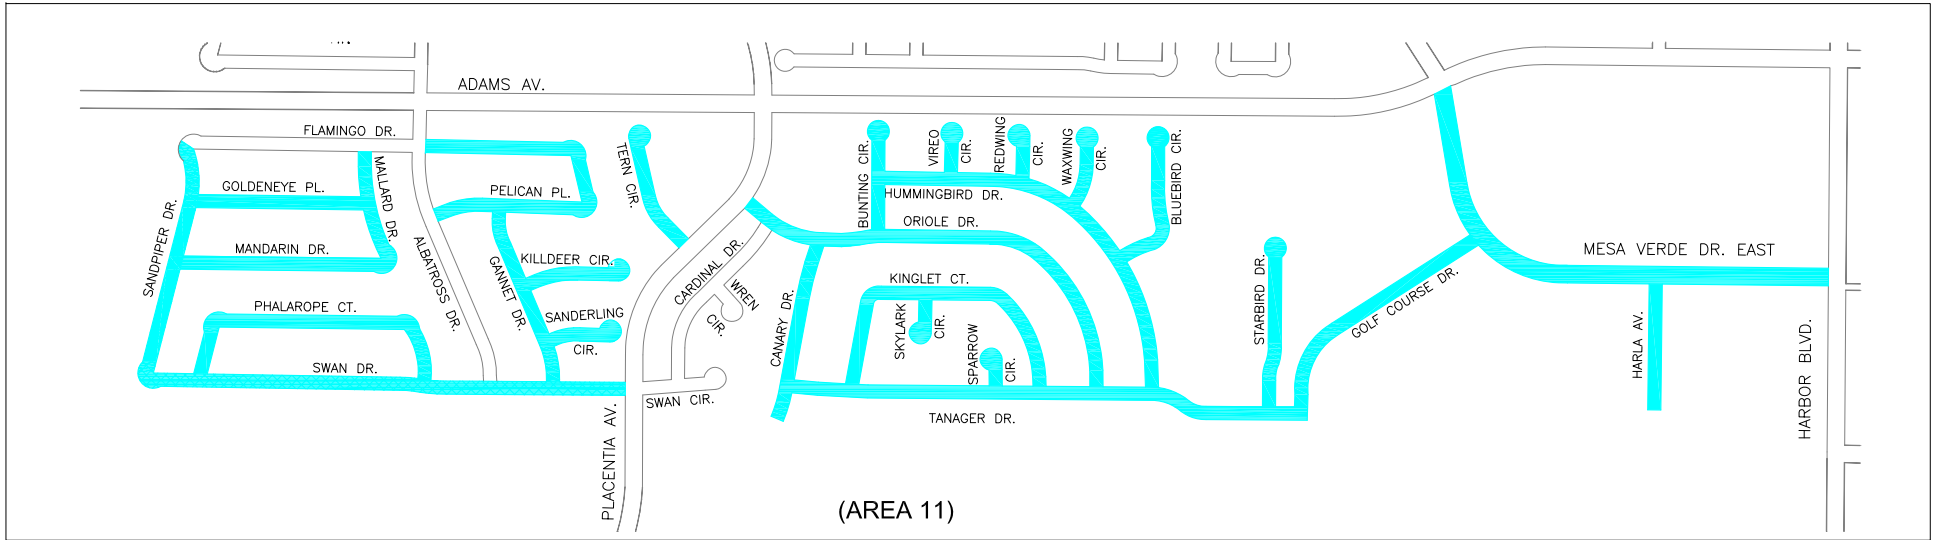 ADAMS AV.
FLAMINGO DR.
MALLARD DR.
GOLDENEYE PL.
SANDPIPER DR.
MANDARIN DR.
PHALAROPE CT.
SWAN DR.
ALBATROSS DR.
PELICAN PL.
GANNET DR.
KILLDEER CIR.
SANDERLING
CIR.
TERN CIR.
PLACENTIA AV.
SWAN CIR.
CARDINAL DR.
WREN
CIR.
CANARY DR.
BUNTING CIR.
VIREO
CIR.
REDWING
CIR.
WAXWING
CIR.
BLUEBIRD CIR.
HUMMINGBIRD DR.
ORIOLE DR.
KINGLET CT.
SKYLARK
CIR.
SPARROW
CIR.
TANAGER DR.
STARBIRD DR.
GOLF COURSE DR.
MESA VERDE DR. EAST
HARLA AV.
HARBOR BLVD.
(AREA 11)